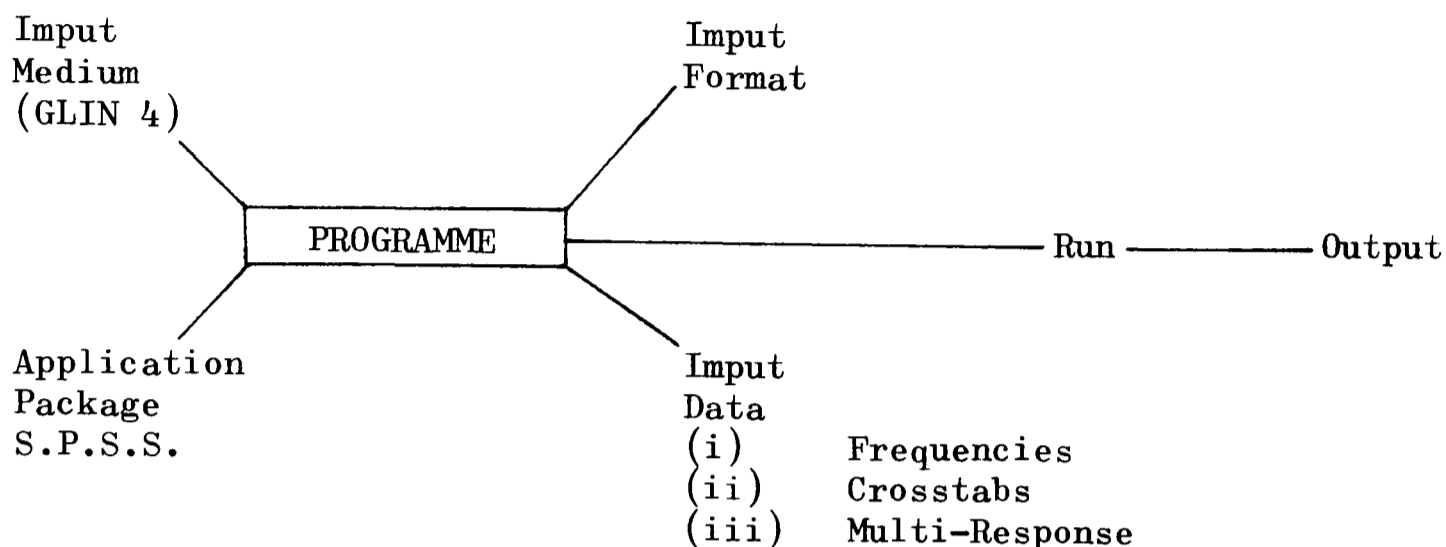 Imput
Medium
(GLIN 4)
Imput
Format
PROGRAMME
Run
Output
Application
Package
S.P.S.S.
Imput
Data
(i) Frequencies
(ii) Crosstabs
(iii) Multi-Response